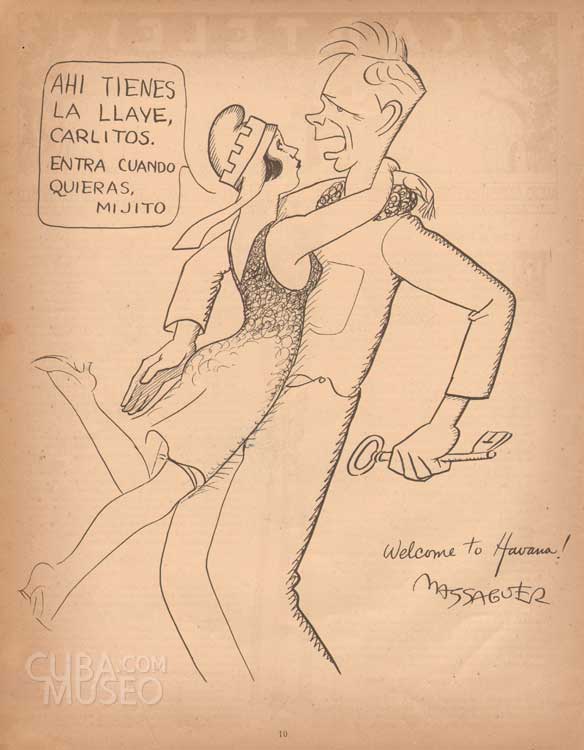 AHI TIENES
LA LLAVE,
CARLITOS.
ENTRA CUANDO
QUIERAS,
MIJITO
Welcome to Havana!
MASSAGUER
CUBA.COM
MUSEO
10